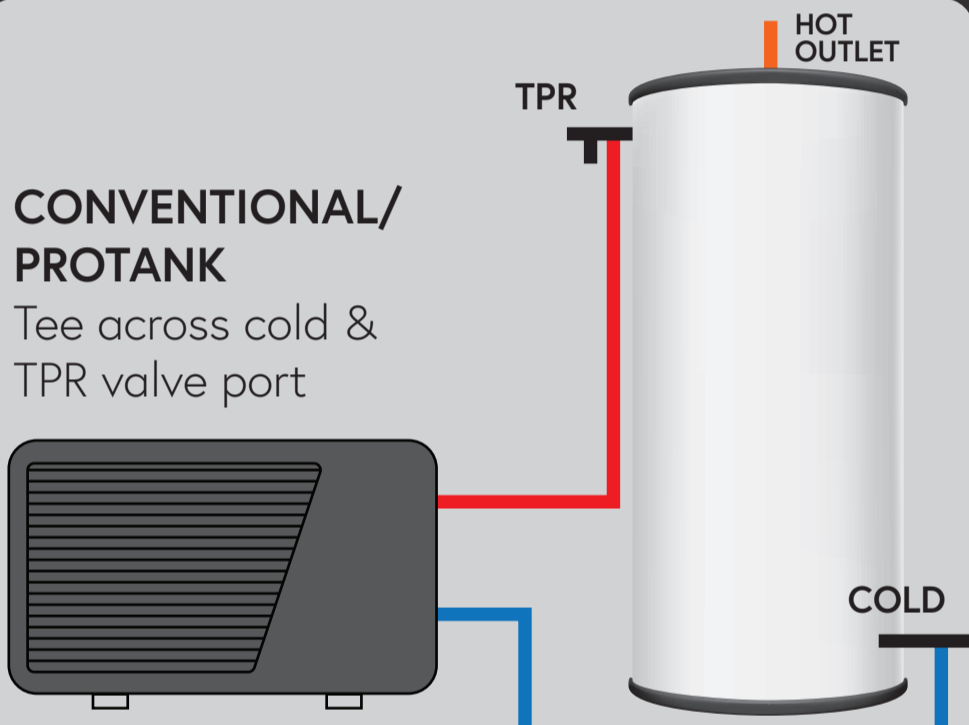 HOT
OUTLET
TPR
CONVENTIONAL/
PROTANK
Tee across cold &
TPR valve port
COLD